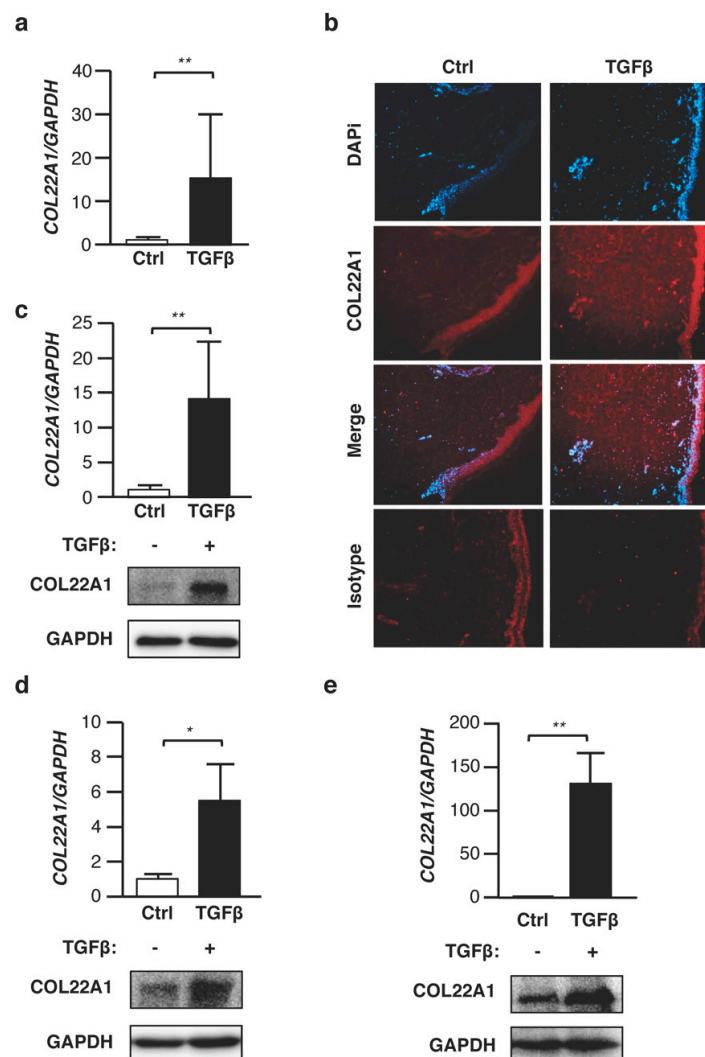 a
COL22A1/GAPDH
40
30
20
10
0
**
Ctrl
TGFβ
b
Ctrl
TGFβ
DAPi
COL22A1
Merge
Isotype
c
COL22A1/GAPDH
25
20
15
10
5
0
**
Ctrl
TGFβ
TGFβ: - +
COL22A1
GAPDH
d
COL22A1/GAPDH
10
8
6
4
2
0
*
Ctrl
TGFβ
TGFβ: - +
COL22A1
GAPDH
e
COL22A1/GAPDH
200
150
100
50
0
**
Ctrl
TGFβ
TGFβ: - +
COL22A1
GAPDH